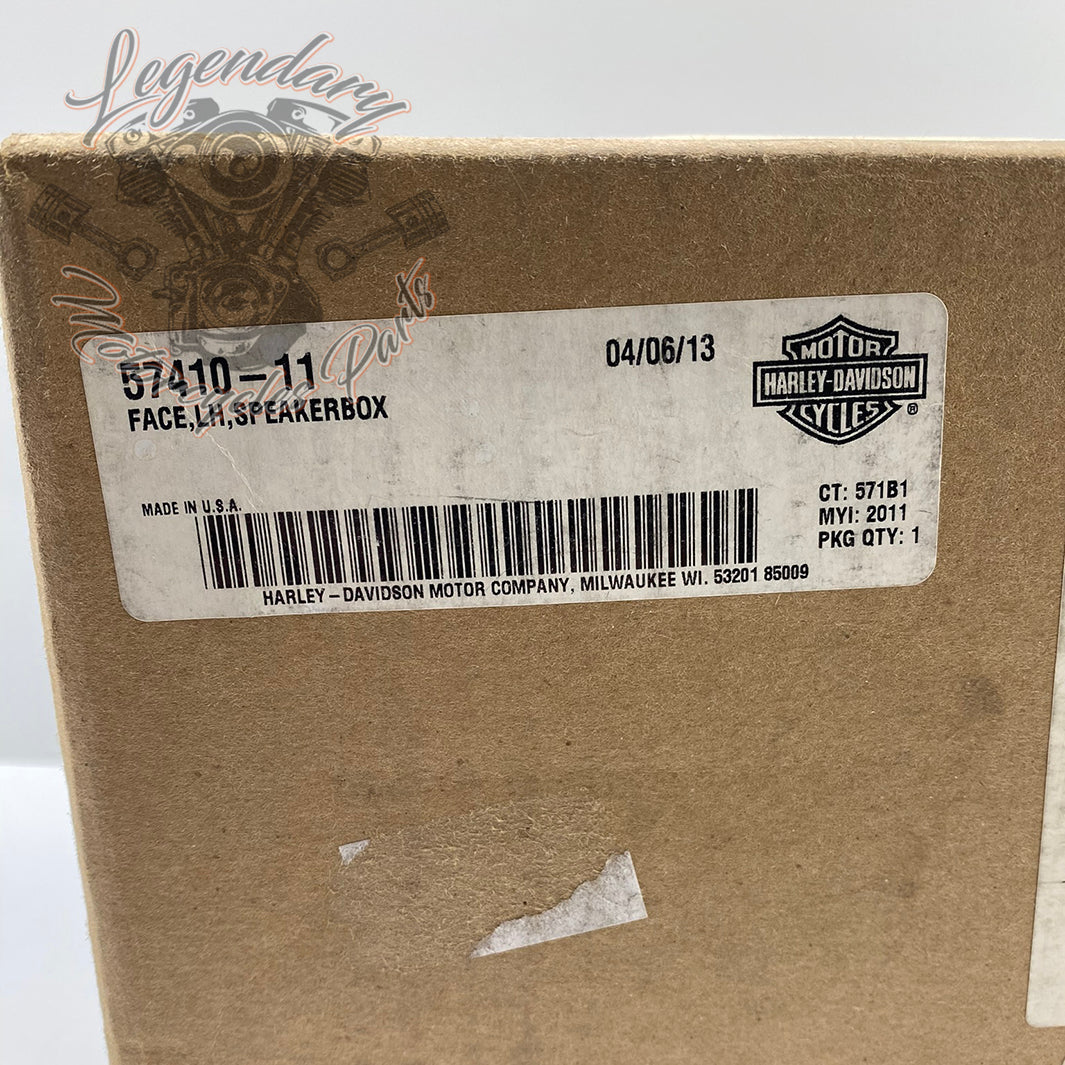 Legendary
Motorcycles Parts
57410-11
04/06/13
FACE,LH,SPEAKERBOX
MOTOR
HARLEY-DAVIDSON
CYCLES
®
MADE IN U.S.A.
CT: 571B1
MYI: 2011
PKG QTY: 1
HARLEY-DAVIDSON MOTOR COMPANY, MILWAUKEE WI. 53201 85009